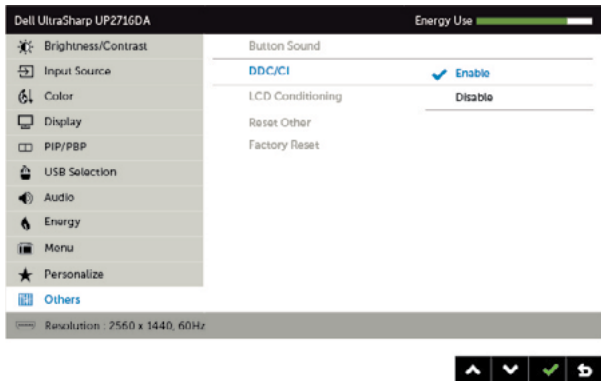 Dell UltraSharp UP2716DA Energy Use
Brightness/Contrast Button Sound
Input Source DDC/CI Enable
Color LCD Conditioning Disable
Display Reset Other
PIP/PBP Factory Reset
USB Selection
Audio
Energy
Menu
Personalize
Others
Resolution : 2560 x 1440, 60Hz